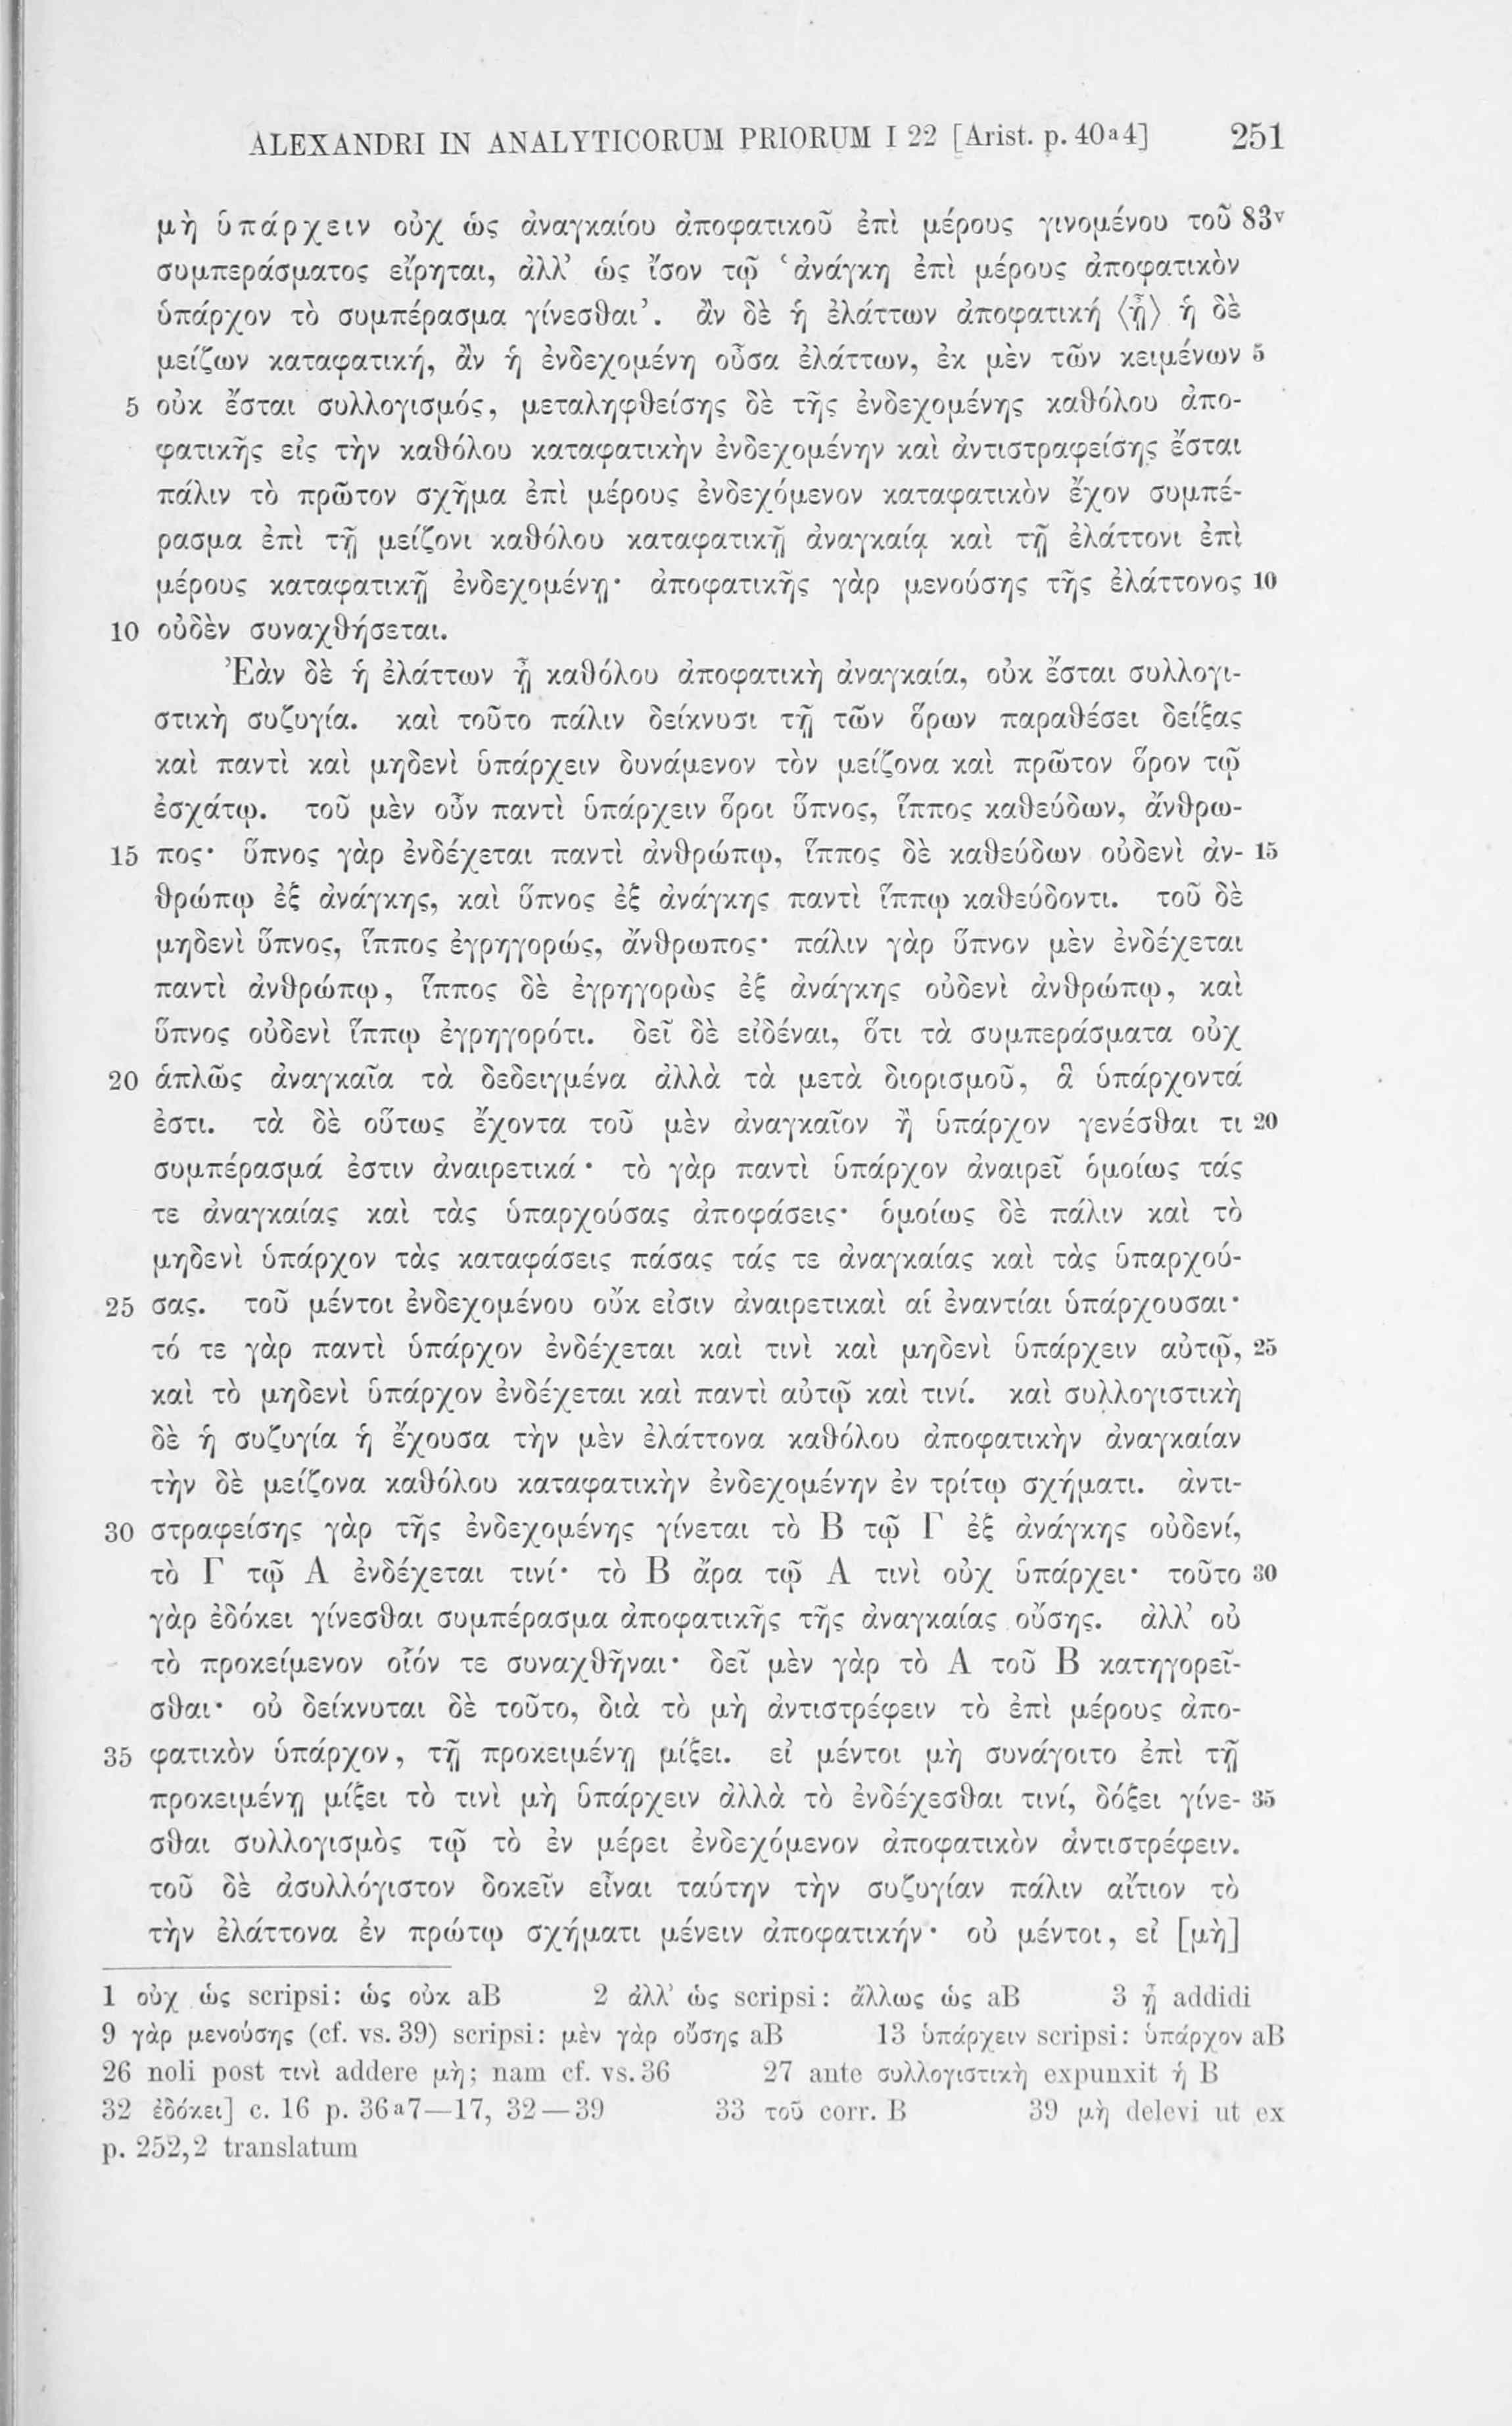 ALEXANDRI IN ANALYTICORUM PRIORUM I 22 [Arist. p. 40a4] 251
μὴ ὑπάρχειν οὐχ ὡς ἀναγκαίου ἀποφατικοῦ ἐπὶ μέρους γινομένου τοῦ 83v
συμπεράσματος εἴρηται, ἀλλ’ ὡς ἴσον τῷ ‘ἀνάγκη ἐπὶ μέρους ἀποφατικὸν
ὑπάρχον τὸ συμπέρασμα γίνεσθαι’. ἂν δὲ ἡ ἐλάττων ἀποφατική ⟨ᾖ⟩ ἡ δὲ
μείζων καταφατική, ἂν ἡ ἐνδεχομένη οὖσα ἐλάττων, ἐκ μὲν τῶν κειμένων 5
5 οὐκ ἔσται συλλογισμός, μεταληφθείσης δὲ τῆς ἐνδεχομένης καθόλου ἀπο-
φατικῆς εἰς τὴν καθόλου καταφατικὴν ἐνδεχομένην καὶ ἀντιστραφείσης ἔσται
πάλιν τὸ πρῶτον σχῆμα ἐπὶ μέρους ἐνδεχόμενον καταφατικὸν ἔχον συμπέ-
ρασμα ἐπὶ τῇ μείζονι καθόλου καταφατικῇ ἀναγκαίᾳ καὶ τῇ ἐλάττονι ἐπὶ
μέρους καταφατικῇ ἐνδεχομένῃ· ἀποφατικῆς γὰρ μενούσης τῆς ἐλάττονος 10
10 οὐδὲν συναχθήσεται.
Ἐὰν δὲ ἡ ἐλάττων ᾖ καθόλου ἀποφατικὴ ἀναγκαία, οὐκ ἔσται συλλογι-
στικὴ συζυγία. καὶ τοῦτο πάλιν δείκνυσι τῇ τῶν ὅρων παραθέσει δείξας
καὶ παντὶ καὶ μηδενὶ ὑπάρχειν δυνάμενον τὸν μείζονα καὶ πρῶτον ὅρον τῷ
ἐσχάτῳ. τοῦ μὲν οὖν παντὶ ὑπάρχειν ὅροι ὕπνος, ἵππος καθεύδων, ἄνθρω-
15 πος· ὕπνος γὰρ ἐνδέχεται παντὶ ἀνθρώπῳ, ἵππος δὲ καθεύδων οὐδενὶ ἀν- 15
θρώπῳ ἐξ ἀνάγκης, καὶ ὕπνος ἐξ ἀνάγκης παντὶ ἵππῳ καθεύδοντι. τοῦ δὲ
μηδενὶ ὕπνος, ἵππος ἐγρηγορώς, ἄνθρωπος· πάλιν γὰρ ὕπνον μὲν ἐνδέχεται
παντὶ ἀνθρώπῳ, ἵππος δὲ ἐγρηγορὼς ἐξ ἀνάγκης οὐδενὶ ἀνθρώπῳ, καὶ
ὕπνος οὐδενὶ ἵππῳ ἐγρηγορότι. δεῖ δὲ εἰδέναι, ὅτι τὰ συμπεράσματα οὐχ
20 ἁπλῶς ἀναγκαῖα τὰ δεδειγμένα ἀλλὰ τὰ μετὰ διορισμοῦ, ἃ ὑπάρχοντά
ἐστι. τὰ δὲ οὕτως ἔχοντα τοῦ μὲν ἀναγκαῖον ἢ ὑπάρχον γενέσθαι τι 20
συμπέρασμά ἐστιν ἀναιρετικά· τὸ γὰρ παντὶ ὑπάρχον ἀναιρεῖ ὁμοίως τάς
τε ἀναγκαίας καὶ τὰς ὑπαρχούσας ἀποφάσεις· ὁμοίως δὲ πάλιν καὶ τὸ
μηδενὶ ὑπάρχον τὰς καταφάσεις πάσας τάς τε ἀναγκαίας καὶ τὰς ὑπαρχού-
25 σας. τοῦ μέντοι ἐνδεχομένου οὔκ εἰσιν ἀναιρετικαὶ αἱ ἐναντίαι ὑπάρχουσαι·
τό τε γὰρ παντὶ ὑπάρχον ἐνδέχεται καὶ τινὶ καὶ μηδενὶ ὑπάρχειν αὐτῷ, 25
καὶ τὸ μηδενὶ ὑπάρχον ἐνδέχεται καὶ παντὶ αὐτῷ καὶ τινί. καὶ συλλογιστικὴ
δὲ ἡ συζυγία ἡ ἔχουσα τὴν μὲν ἐλάττονα καθόλου ἀποφατικὴν ἀναγκαίαν
τὴν δὲ μείζονα καθόλου καταφατικὴν ἐνδεχομένην ἐν τρίτῳ σχήματι. ἀντι-
30 στραφείσης γὰρ τῆς ἐνδεχομένης γίνεται τὸ Β τῷ Γ ἐξ ἀνάγκης οὐδενί,
τὸ Γ τῷ Α ἐνδέχεται τινί· τὸ Β ἄρα τῷ Α τινὶ οὐχ ὑπάρχει· τοῦτο 30
γὰρ ἐδόκει γίνεσθαι συμπέρασμα ἀποφατικῆς τῆς ἀναγκαίας οὔσης. ἀλλ’ οὐ
τὸ προκείμενον οἷόν τε συναχθῆναι· δεῖ μὲν γὰρ τὸ Α τοῦ Β κατηγορεῖ-
σθαι· οὐ δείκνυται δὲ τοῦτο, διὰ τὸ μὴ ἀντιστρέφειν τὸ ἐπὶ μέρους ἀπο-
35 φατικὸν ὑπάρχον, τῇ προκειμένῃ μίξει. εἰ μέντοι μὴ συνάγοιτο ἐπὶ τῇ
προκειμένῃ μίξει τὸ τινὶ μὴ ὑπάρχειν ἀλλὰ τὸ ἐνδέχεσθαι τινί, δόξει γίνε- 35
σθαι συλλογισμὸς τῷ τὸ ἐν μέρει ἐνδεχόμενον ἀποφατικὸν ἀντιστρέφειν.
τοῦ δὲ ἀσυλλόγιστον δοκεῖν εἶναι ταύτην τὴν συζυγίαν πάλιν αἴτιον τὸ
τὴν ἐλάττονα ἐν πρώτῳ σχήματι μένειν ἀποφατικήν· οὐ μέντοι, εἰ [μὴ]
1 οὐχ ὡς scripsi: ὡς οὐκ aB 2 ἀλλ’ ὡς scripsi: ἄλλως ὡς aB 3 ᾖ addidi
9 γὰρ μενούσης (cf. vs. 39) scripsi: μὲν γὰρ οὔσης aB 13 ὑπάρχειν scripsi: ὑπάρχον aB
26 noli post τινὶ addere μὴ; nam cf. vs. 36 27 ante συλλογιστικὴ expunxit ἡ B
32 ἐδόκει] c. 16 p. 36a7—17, 32—39 33 τοῦ corr. B 39 μὴ delevi ut ex
p. 252,2 translatum